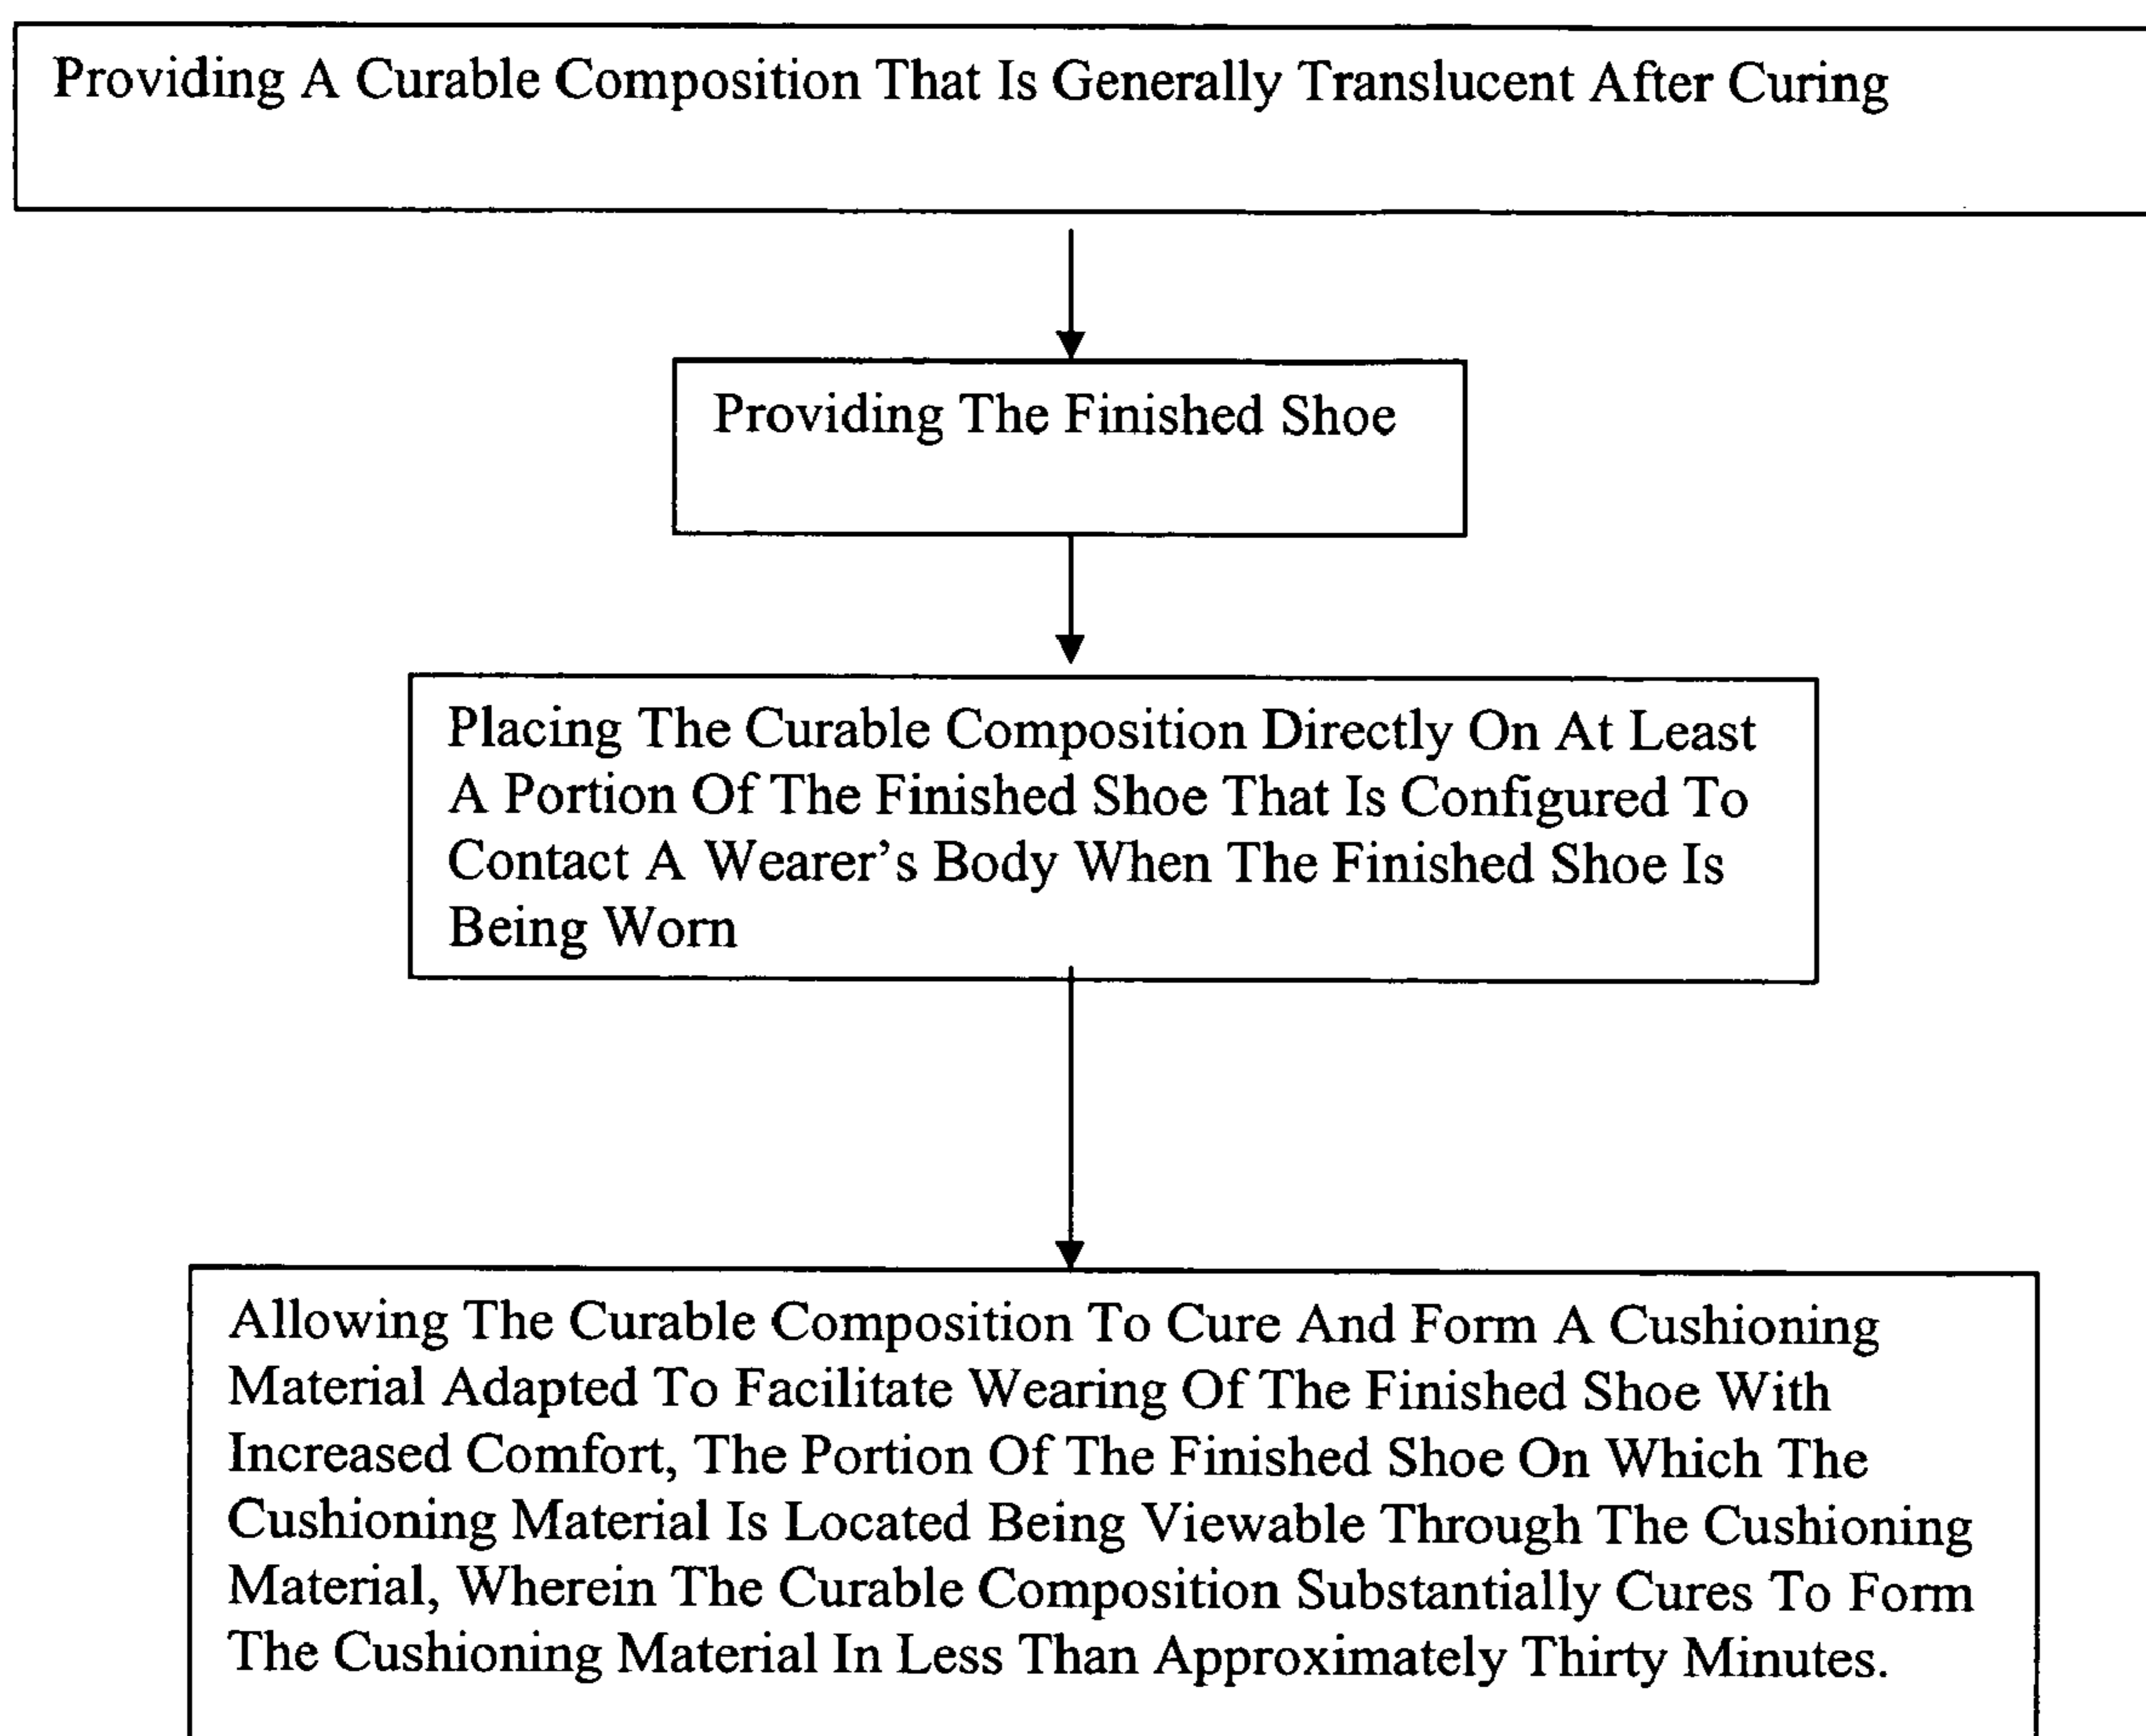 Providing A Curable Composition That Is Generally Translucent After Curing
Providing The Finished Shoe
Placing The Curable Composition Directly On At Least
A Portion Of The Finished Shoe That Is Configured To
Contact A Wearer’s Body When The Finished Shoe Is
Being Worn
Allowing The Curable Composition To Cure And Form A Cushioning
Material Adapted To Facilitate Wearing Of The Finished Shoe With
Increased Comfort, The Portion Of The Finished Shoe On Which The
Cushioning Material Is Located Being Viewable Through The Cushioning
Material, Wherein The Curable Composition Substantially Cures To Form
The Cushioning Material In Less Than Approximately Thirty Minutes.